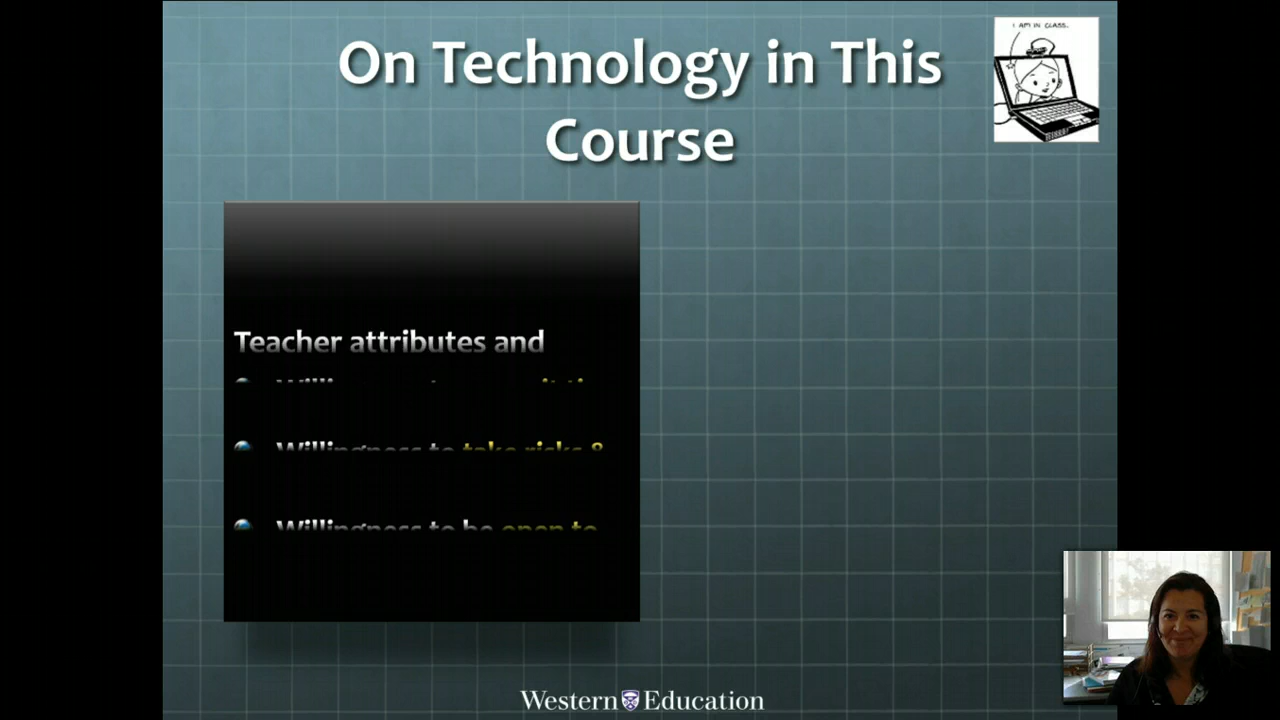 I AM IN CLASS.
On Technology in This
Course
Teacher attributes and
Willingness to take risks &
Willingness to be open to
Western Education